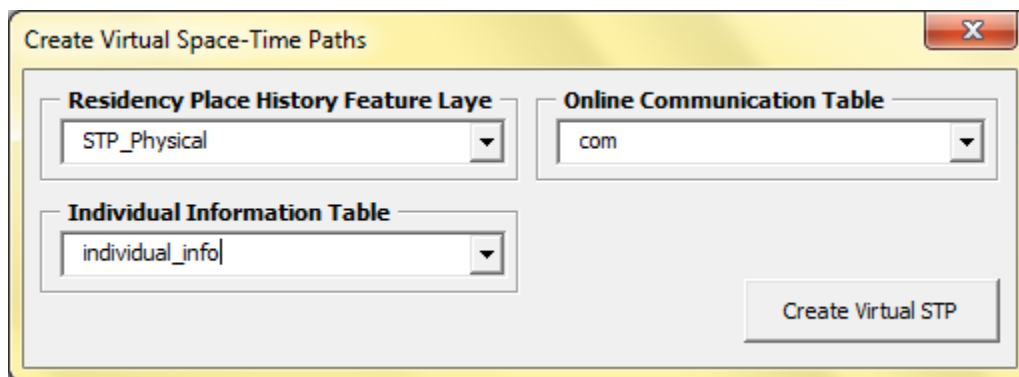 Create Virtual Space-Time Paths
Residency Place History Feature Laye
STP_Physical
Online Communication Table
com
Individual Information Table
individual_info
Create Virtual STP